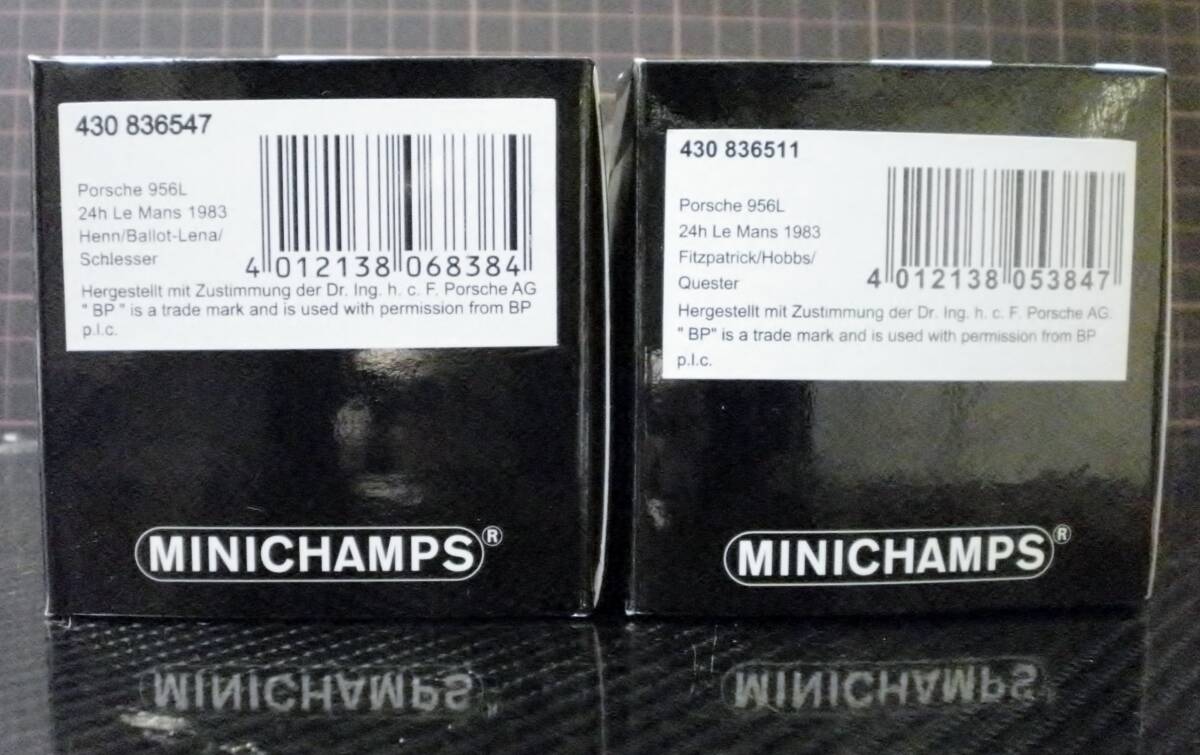 430 836547
Porsche 956L
24h Le Mans 1983
Henn/Ballot-Lena/
Schlesser
4 012138 068384
Hergestellt mit Zustimmung der Dr. Ing. h. c. F. Porsche AG
" BP " is a trade mark and is used with permission from BP
p.l.c.
MINICHAMPS®
430 836511
Porsche 956L
24h Le Mans 1983
Fitzpatrick/Hobbs/
Quester
4 012138 053847
Hergestellt mit Zustimmung der Dr. Ing. h. c. F. Porsche AG.
" BP" is a trade mark and is used with permission from BP
p.l.c.
MINICHAMPS®